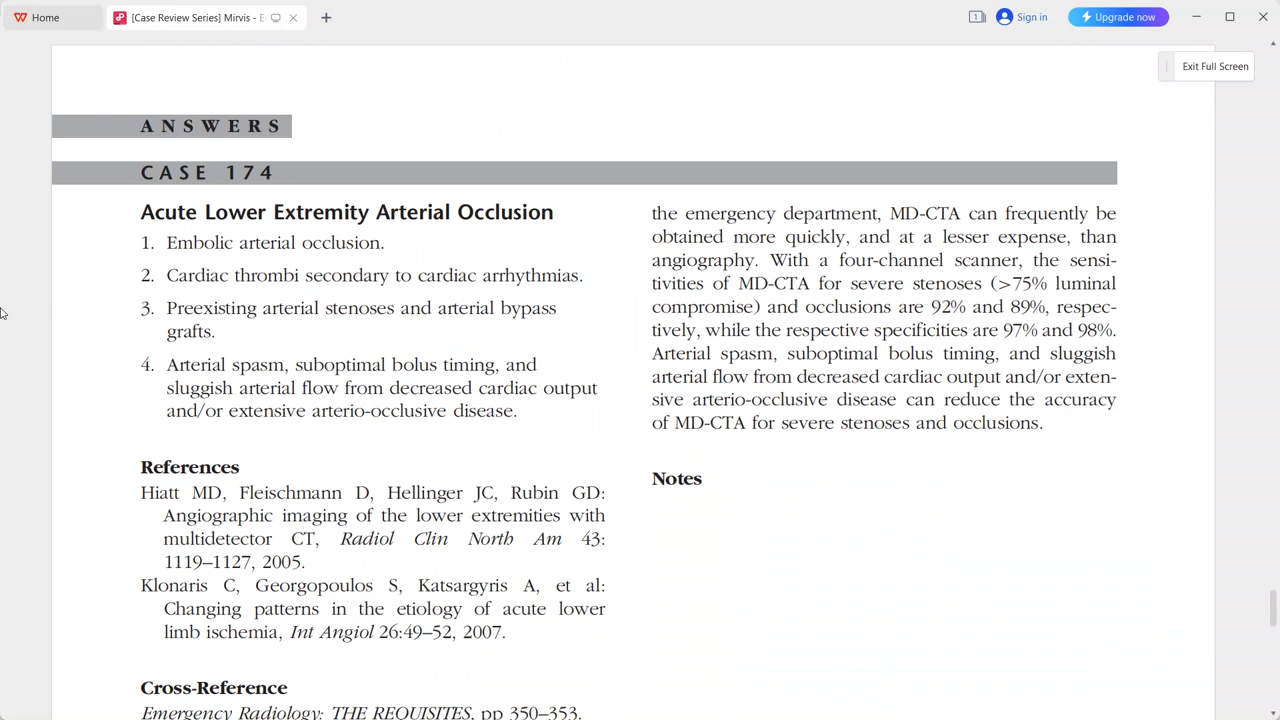 Home
[Case Review Series] Mirvis - E
1
Sign in
Upgrade now
Exit Full Screen
ANSWERS
CASE 174
Acute Lower Extremity Arterial Occlusion
1. Embolic arterial occlusion.
2. Cardiac thrombi secondary to cardiac arrhythmias.
3. Preexisting arterial stenoses and arterial bypass
grafts.
4. Arterial spasm, suboptimal bolus timing, and
sluggish arterial flow from decreased cardiac output
and/or extensive arterio-occlusive disease.
References
Hiatt MD, Fleischmann D, Hellinger JC, Rubin GD:
Angiographic imaging of the lower extremities with
multidetector CT, Radiol Clin North Am 43:
1119–1127, 2005.
Klonaris C, Georgopoulos S, Katsargyris A, et al:
Changing patterns in the etiology of acute lower
limb ischemia, Int Angiol 26:49–52, 2007.
Cross-Reference
Emergency Radiology: THE REQUISITES, pp 350–353.
the emergency department, MD-CTA can frequently be
obtained more quickly, and at a lesser expense, than
angiography. With a four-channel scanner, the sensi-
tivities of MD-CTA for severe stenoses (>75% luminal
compromise) and occlusions are 92% and 89%, respec-
tively, while the respective specificities are 97% and 98%.
Arterial spasm, suboptimal bolus timing, and sluggish
arterial flow from decreased cardiac output and/or exten-
sive arterio-occlusive disease can reduce the accuracy
of MD-CTA for severe stenoses and occlusions.
Notes